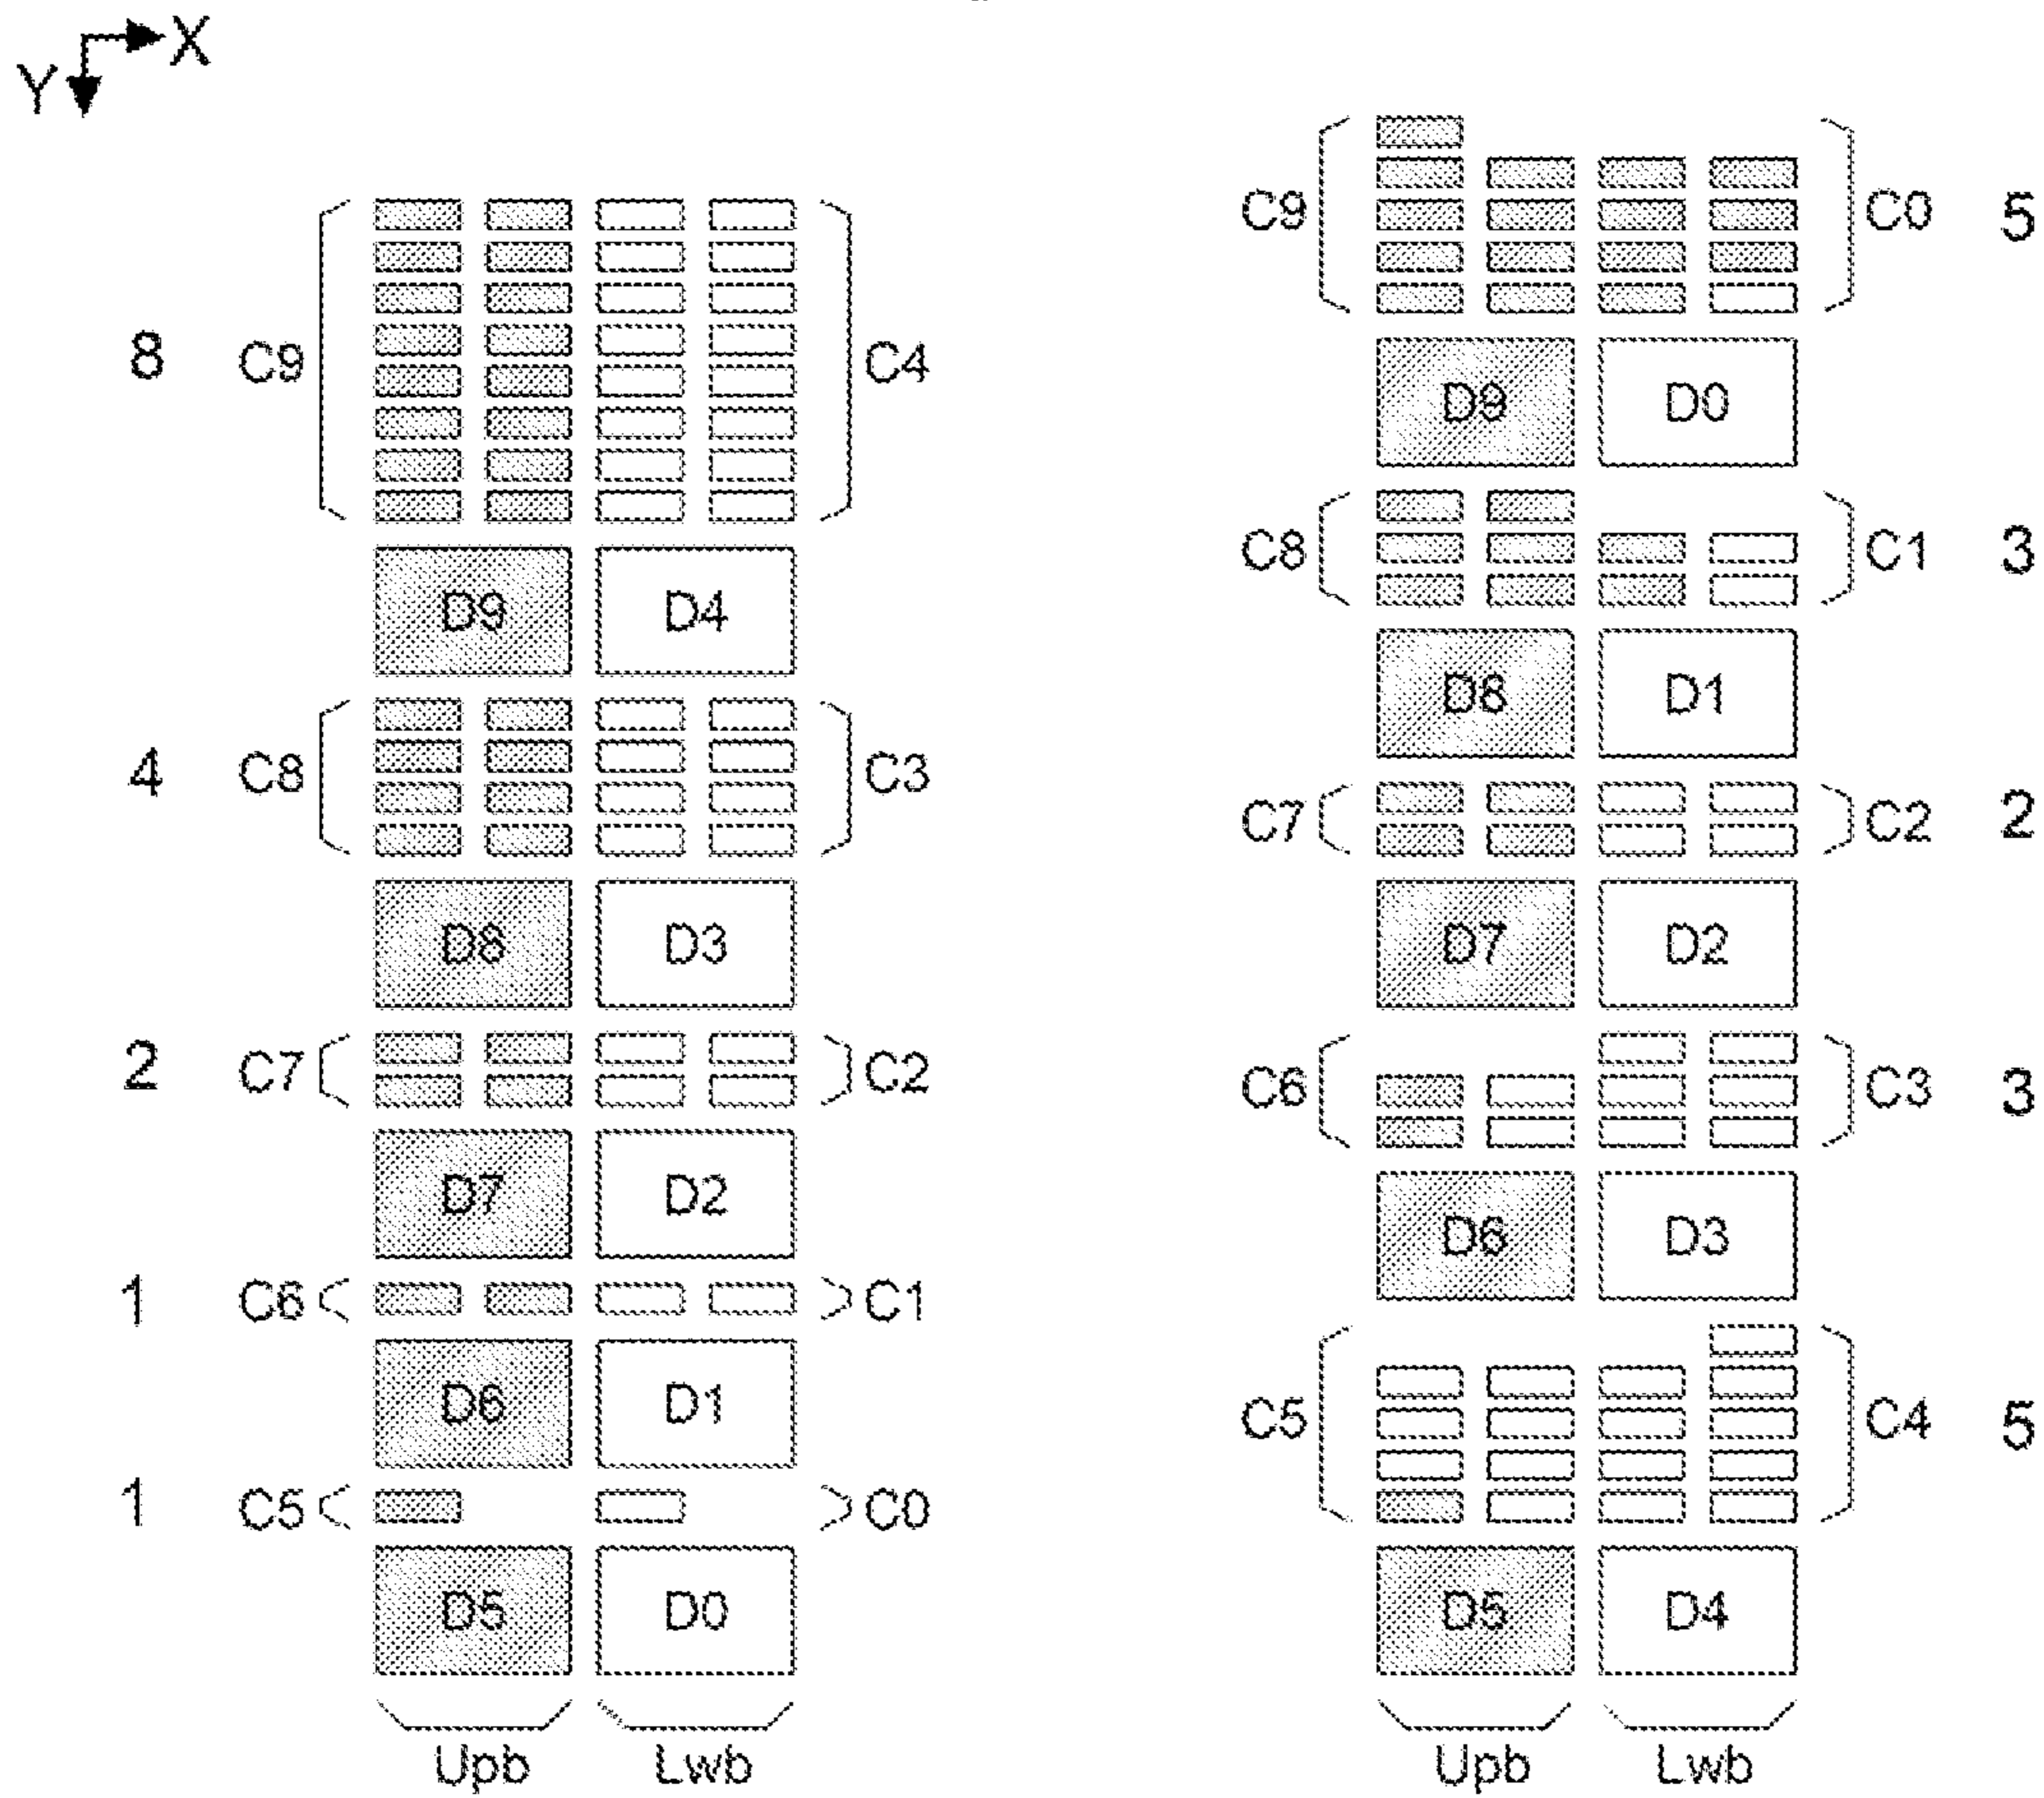 X
Y
8 C9 C4
D9 D4
4 C8 C3
D8 D3
2 C7 C2
D7 D2
1 C6 C1
D6 D1
1 C5 C0
D5 D0
Upb Lwb
C9 C0 5
D9 D0
C8 C1 3
D8 D1
C7 C2 2
D7 D2
C6 C3 3
D6 D3
C5 C4 5
D5 D4
Upb Lwb